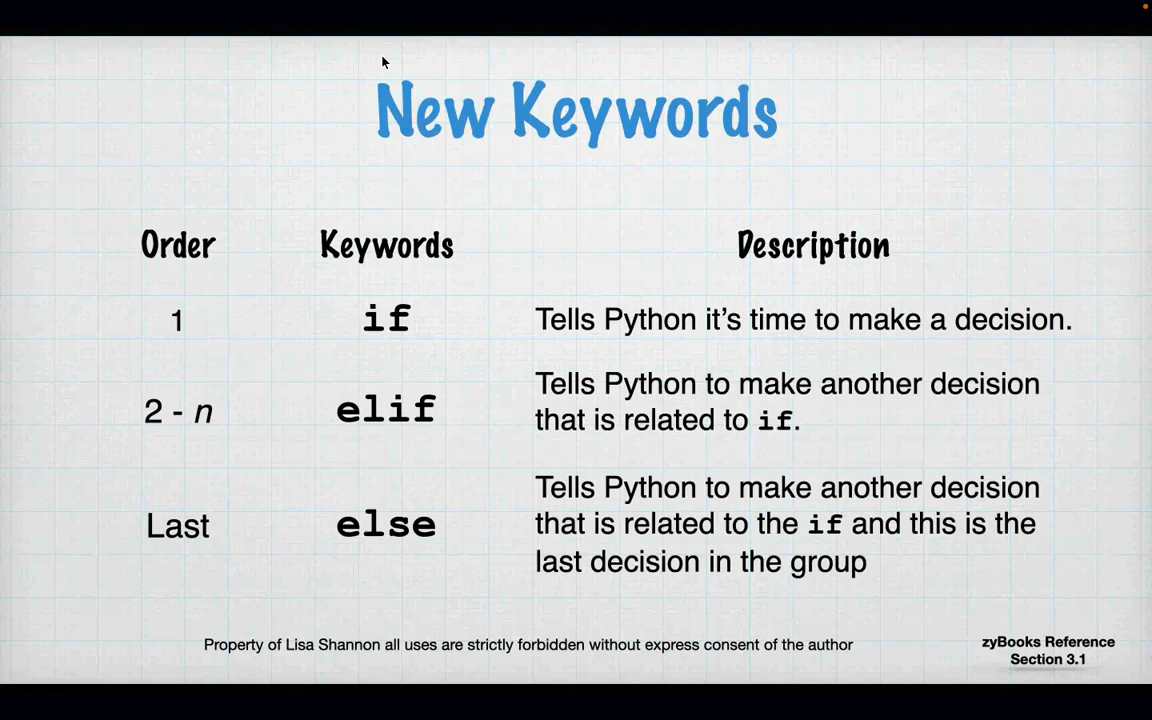 New Keywords
Order Keywords Description
1 if Tells Python it's time to make a decision.
2 - n elif Tells Python to make another decision
that is related to if.
Last else Tells Python to make another decision
that is related to the if and this is the
last decision in the group
Property of Lisa Shannon all uses are strictly forbidden without express consent of the author
zyBooks Reference
Section 3.1